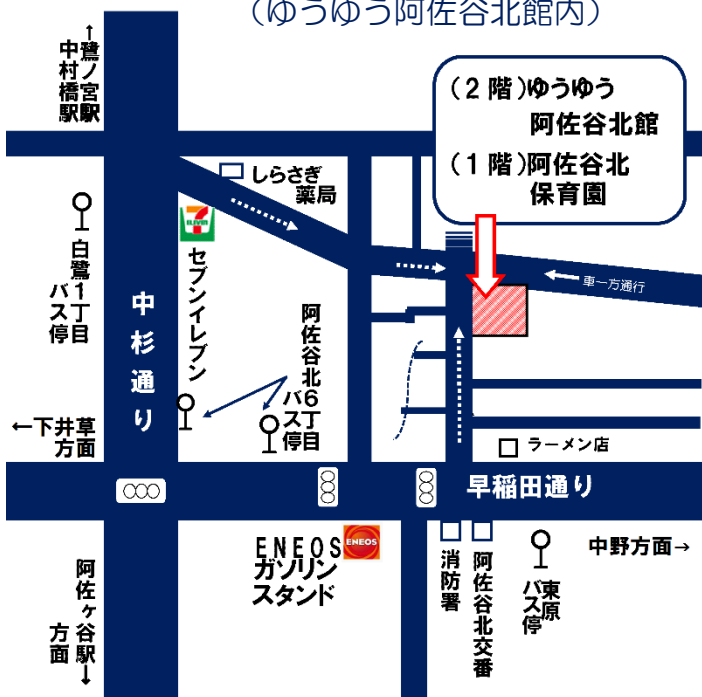 （ゆうゆう阿佐谷北館内）
↑鷺ノ宮駅
中村橋駅
（２階）ゆうゆう
阿佐谷北館
（１階）阿佐谷北
保育園
しらさぎ
薬局
ELEVEN
セブンイレブン
白鷺１丁目
バス停
中杉通り
阿佐谷北
６丁目
バス停
←車一方通行
←下井草
方面
ラーメン店
早稲田通り
ENEOS
ガソリン
スタンド
ENEOS
消防署
阿佐谷北交番
東原
バス停
中野方面→
阿佐ヶ谷駅↓
方面